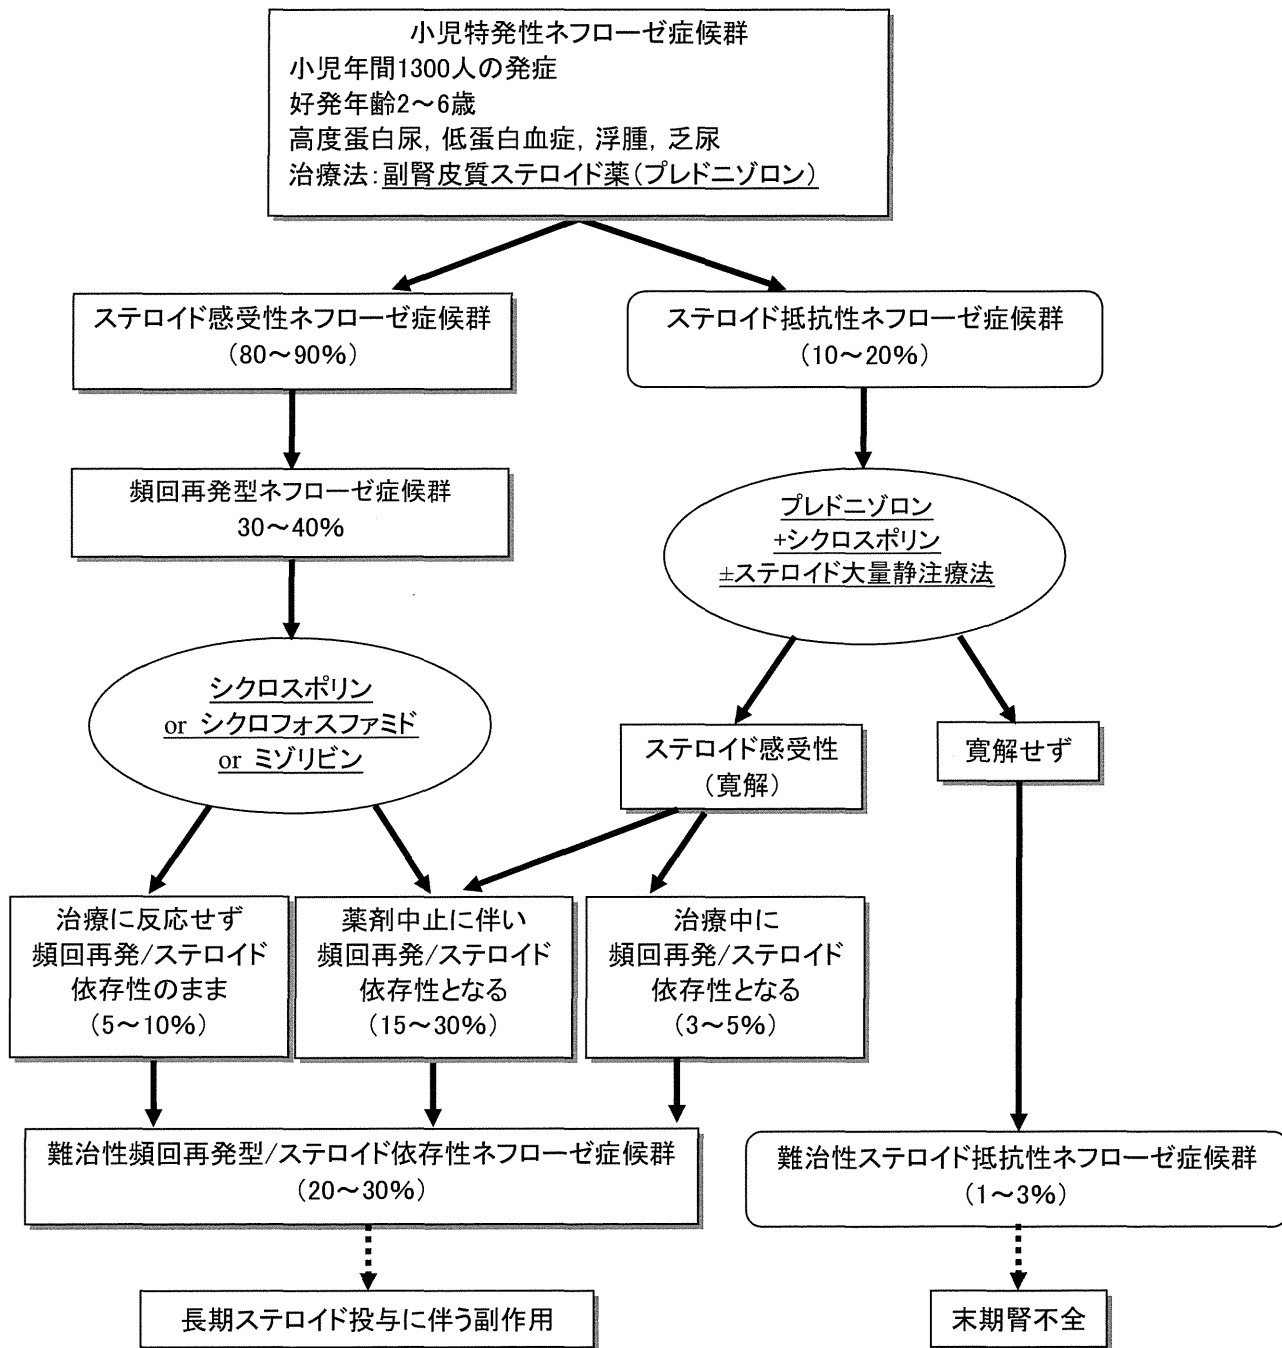 小児特発性ネフローゼ症候群
小児年間1300人の発症
好発年齢2～6歳
高度蛋白尿, 低蛋白血症, 浮腫, 乏尿
治療法：副腎皮質ステロイド薬（プレドニゾロン）
ステロイド感受性ネフローゼ症候群
（80～90%）
ステロイド抵抗性ネフローゼ症候群
（10～20%）
頻回再発型ネフローゼ症候群
30～40%
プレドニゾロン
+シクロスポリン
±ステロイド大量静注療法
シクロスポリン
or シクロフォスファミド
or ミゾリビン
ステロイド感受性
（寛解）
寛解せず
治療に反応せず
頻回再発/ステロイド
依存性のまま
（5～10%）
薬剤中止に伴い
頻回再発/ステロイド
依存性となる
（15～30%）
治療中に
頻回再発/ステロイド
依存性となる
（3～5%）
難治性頻回再発型/ステロイド依存性ネフローゼ症候群
（20～30%）
難治性ステロイド抵抗性ネフローゼ症候群
（1～3%）
長期ステロイド投与に伴う副作用
末期腎不全